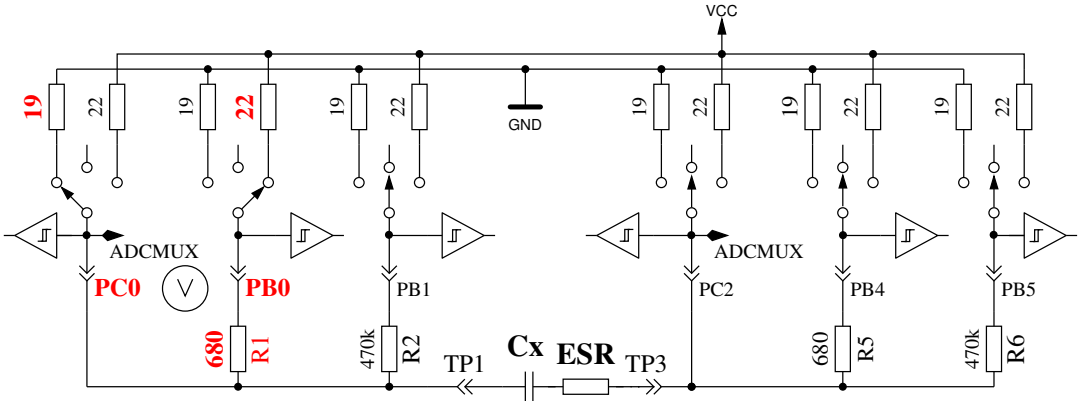 VCC
19
22
19
22
19
22
GND
19
22
19
22
19
22
ADCMUX
ADCMUX
PC0
V
PB0
PB1
PC2
PB4
PB5
680
R1
470k
R2
TP1
Cx
ESR
TP3
680
R5
470k
R6